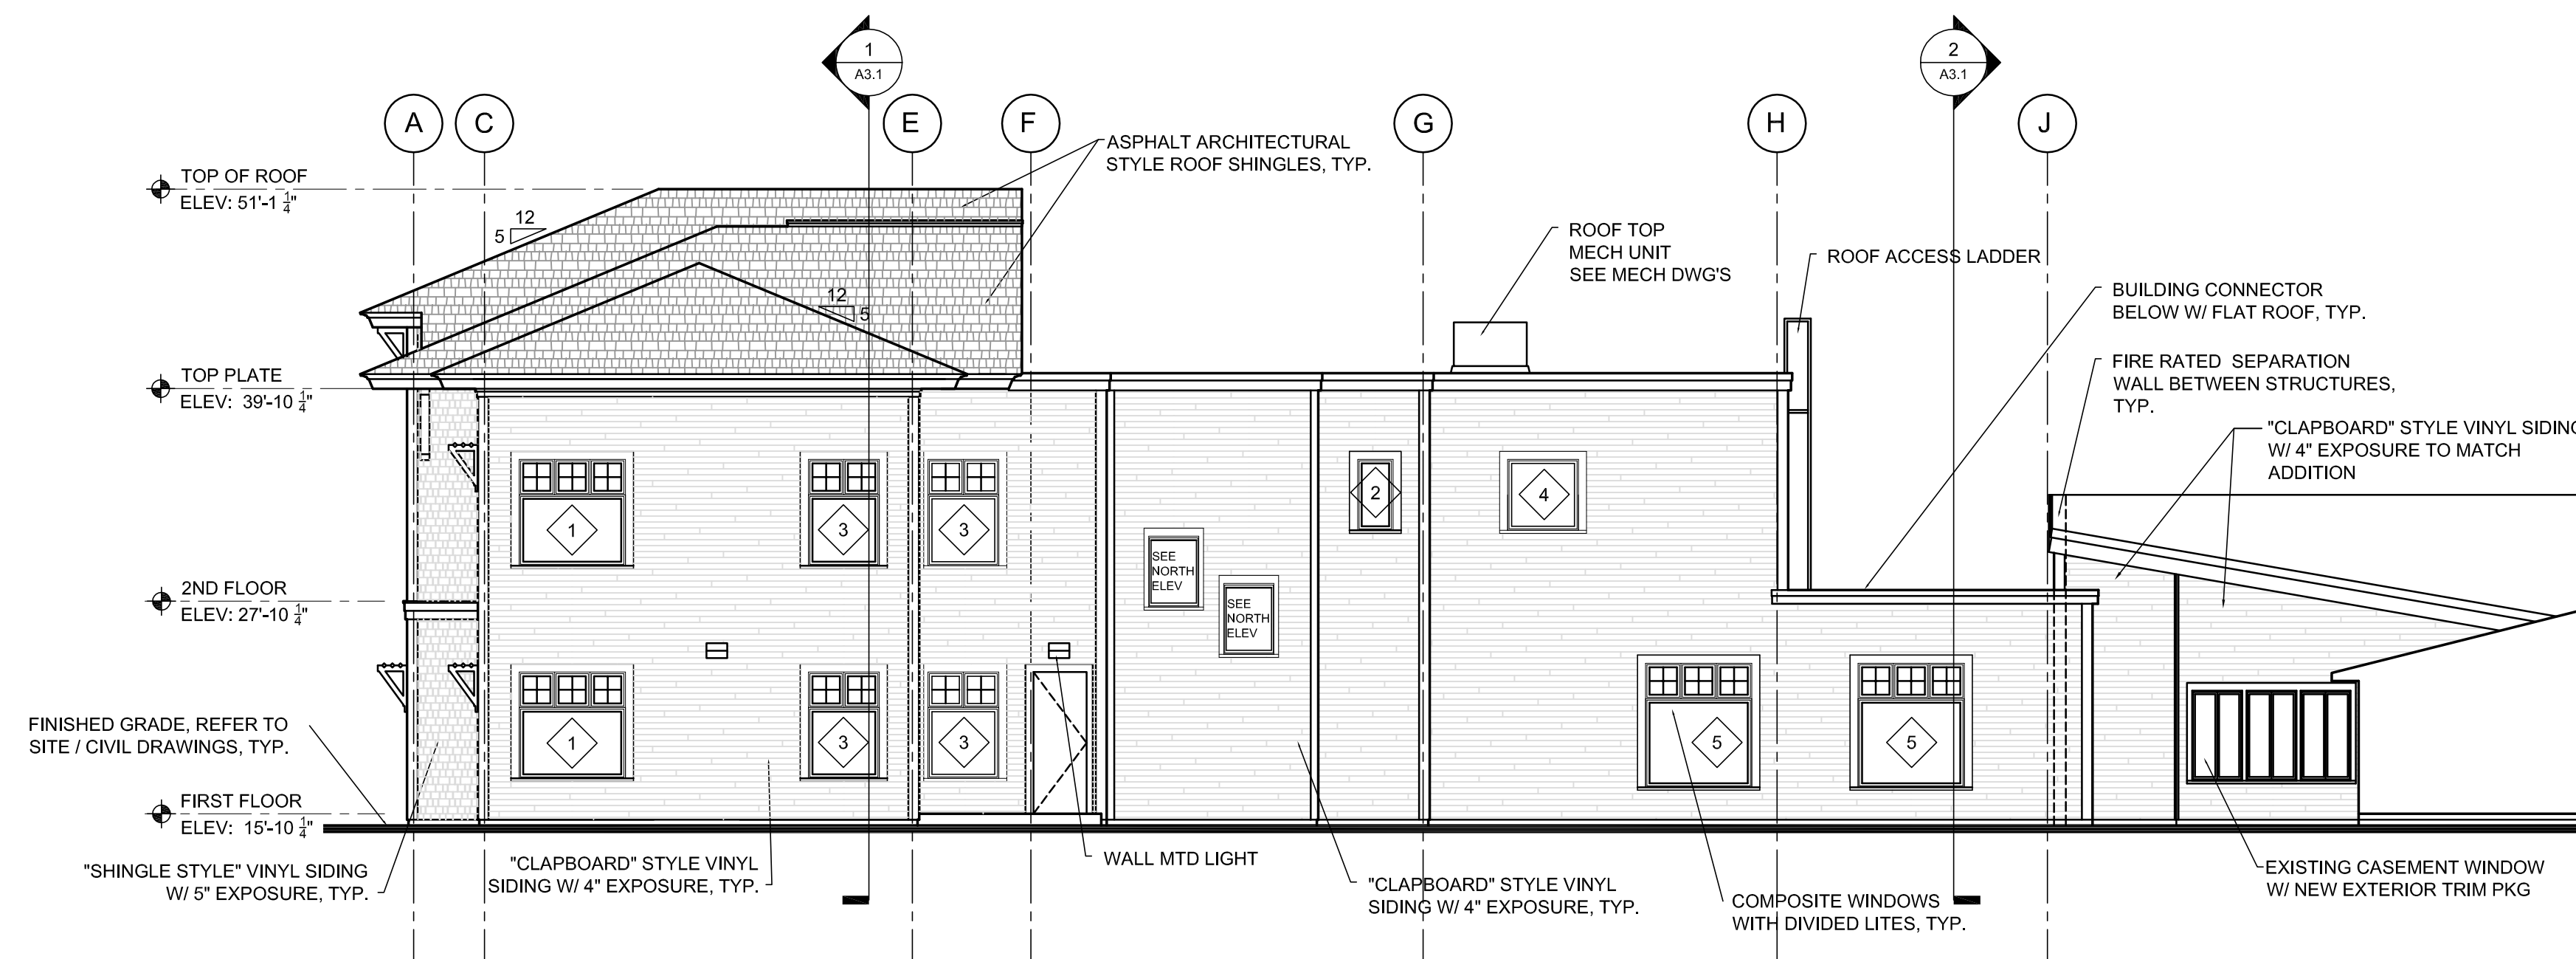 1
A3.1
2
A3.1
A
C
E
F
G
H
J
ASPHALT ARCHITECTURAL
STYLE ROOF SHINGLES, TYP.
TOP OF ROOF
ELEV: 51'-1 1/4"
12
5
12
5
ROOF TOP
MECH UNIT
SEE MECH DWG'S
ROOF ACCESS LADDER
BUILDING CONNECTOR
BELOW W/ FLAT ROOF, TYP.
FIRE RATED SEPARATION
WALL BETWEEN STRUCTURES,
TYP.
"CLAPBOARD" STYLE VINYL SIDING
W/ 4" EXPOSURE TO MATCH
ADDITION
TOP PLATE
ELEV: 39'-10 1/4"
1
3
3
2
4
SEE
NORTH
ELEV
SEE
NORTH
ELEV
2ND FLOOR
ELEV: 27'-10 1/4"
1
3
3
5
5
FINISHED GRADE, REFER TO
SITE / CIVIL DRAWINGS, TYP.
FIRST FLOOR
ELEV: 15'-10 1/4"
"SHINGLE STYLE" VINYL SIDING
W/ 5" EXPOSURE, TYP.
"CLAPBOARD" STYLE VINYL
SIDING W/ 4" EXPOSURE, TYP.
WALL MTD LIGHT
"CLAPBOARD" STYLE VINYL
SIDING W/ 4" EXPOSURE, TYP.
COMPOSITE WINDOWS
WITH DIVIDED LITES, TYP.
EXISTING CASEMENT WINDOW
W/ NEW EXTERIOR TRIM PKG